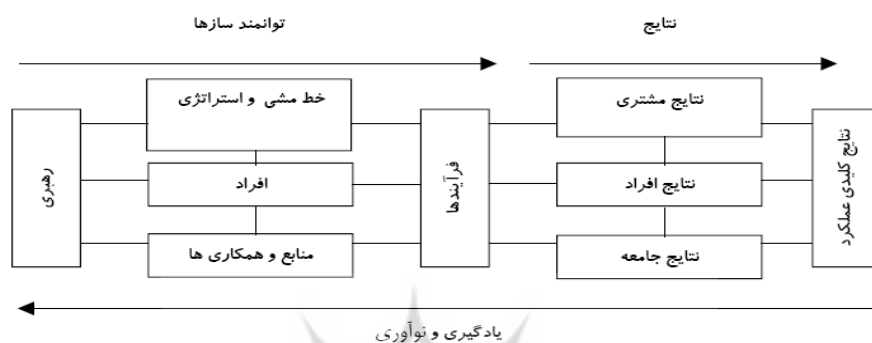 توانمند سازها
نتایج
رهبری
خط مشی و استراتژی
افراد
منابع و همکاری ها
فرآیندها
نتایج مشتری
نتایج افراد
نتایج جامعه
نتایج کلیدی عملکرد
یادگیری و نوآوری